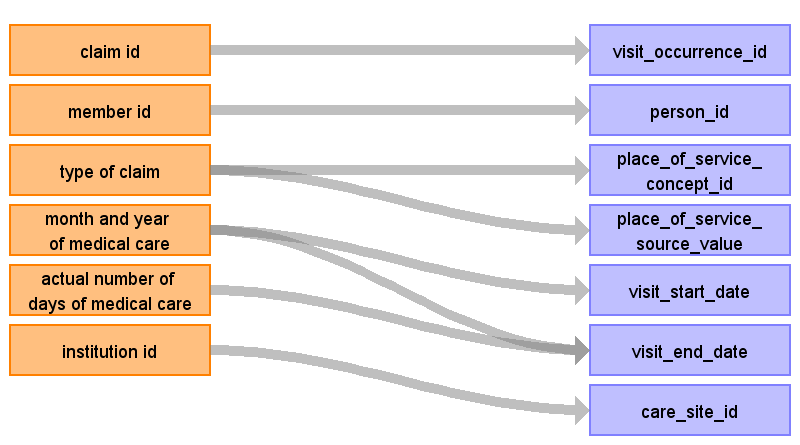 claim id
visit_occurrence_id
member id
person_id
type of claim
place_of_service_
concept_id
month and year
of medical care
place_of_service_
source_value
actual number of
days of medical care
visit_start_date
institution id
visit_end_date
care_site_id